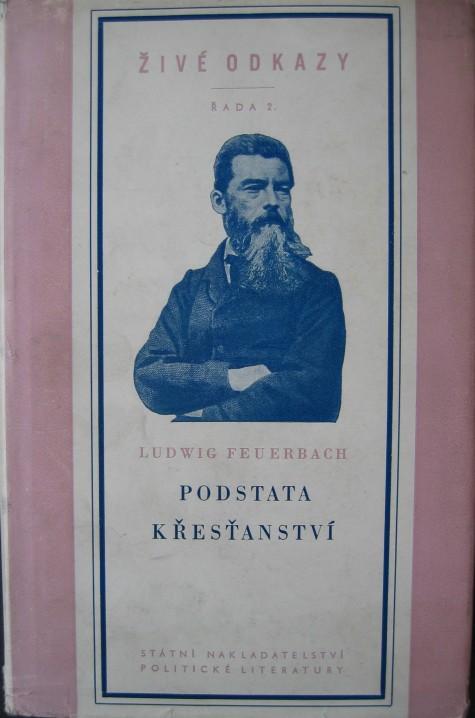 ŽIVÉ ODKAZY
ŘADA 2.
LUDWIG FEUERBACH
PODSTATA
KŘESŤANSTVÍ
STÁTNÍ NAKLADATELSTVÍ
POLITICKÉ LITERATURY